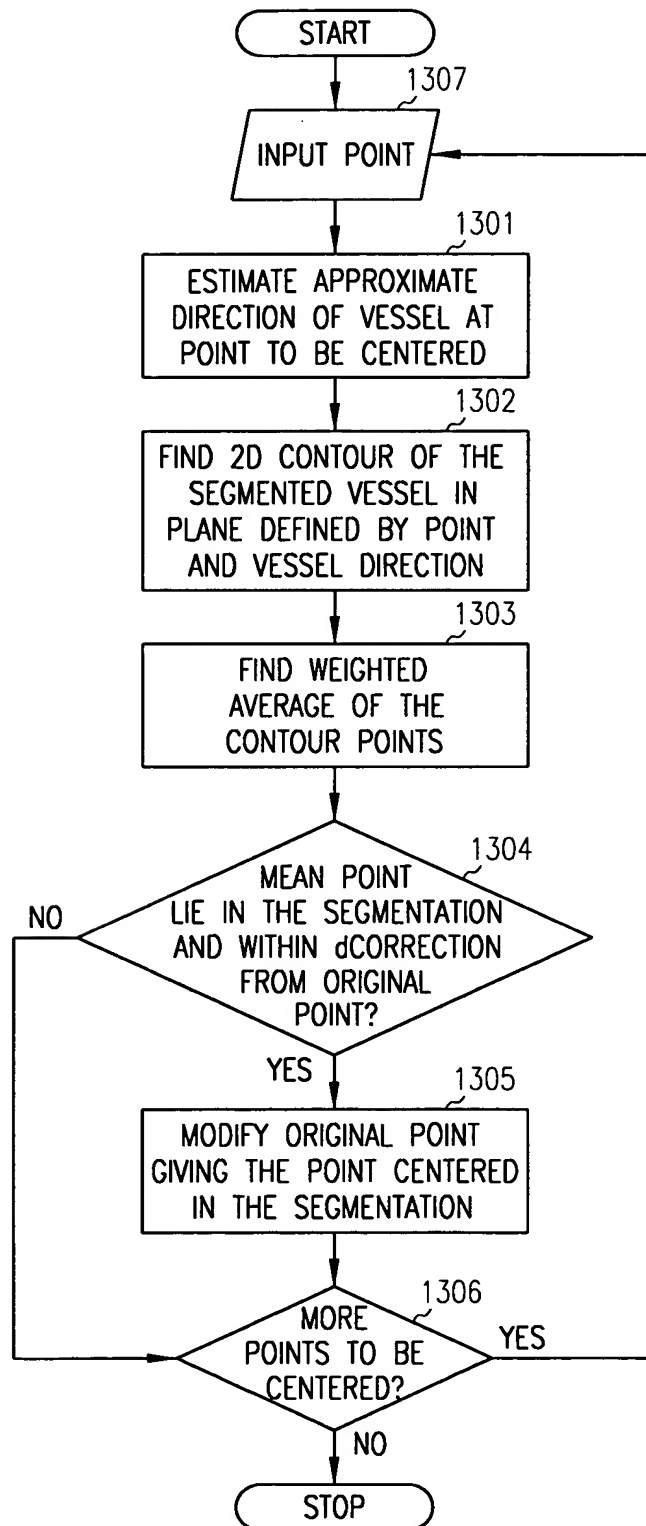 START
1307
INPUT POINT
1301
ESTIMATE APPROXIMATE
DIRECTION OF VESSEL AT
POINT TO BE CENTERED
1302
FIND 2D CONTOUR OF THE
SEGMENTED VESSEL IN
PLANE DEFINED BY POINT
AND VESSEL DIRECTION
1303
FIND WEIGHTED
AVERAGE OF THE
CONTOUR POINTS
1304
MEAN POINT
LIE IN THE SEGMENTATION
AND WITHIN dCORRECTION
FROM ORIGINAL
POINT?
NO
YES
1305
MODIFY ORIGINAL POINT
GIVING THE POINT CENTERED
IN THE SEGMENTATION
1306
MORE
POINTS TO BE
CENTERED?
YES
NO
STOP